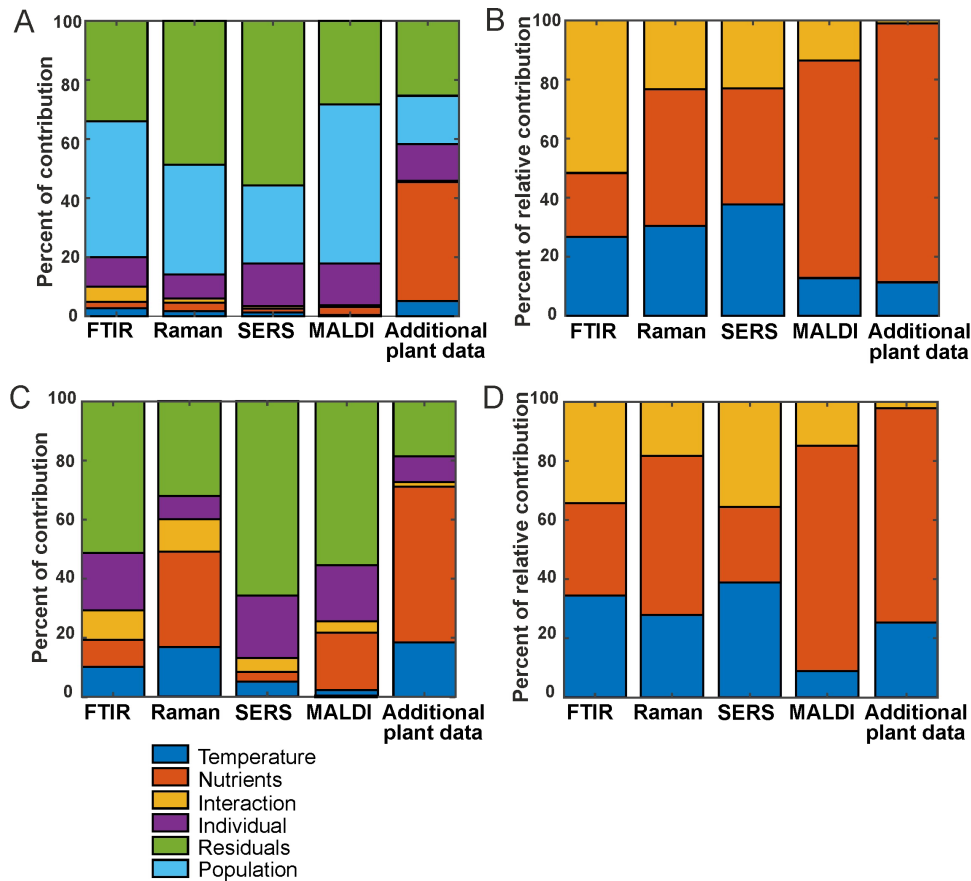 A
Percent of contribution
100
80
60
40
20
0
FTIR
Raman
SERS
MALDI
Additional
plant data
B
Percent of relative contribution
100
80
60
40
20
0
FTIR
Raman
SERS
MALDI
Additional
plant data
C
Percent of contribution
100
80
60
40
20
0
FTIR
Raman
SERS
MALDI
Additional
plant data
D
Percent of relative contribution
100
80
60
40
20
0
FTIR
Raman
SERS
MALDI
Additional
plant data
Temperature
Nutrients
Interaction
Individual
Residuals
Population